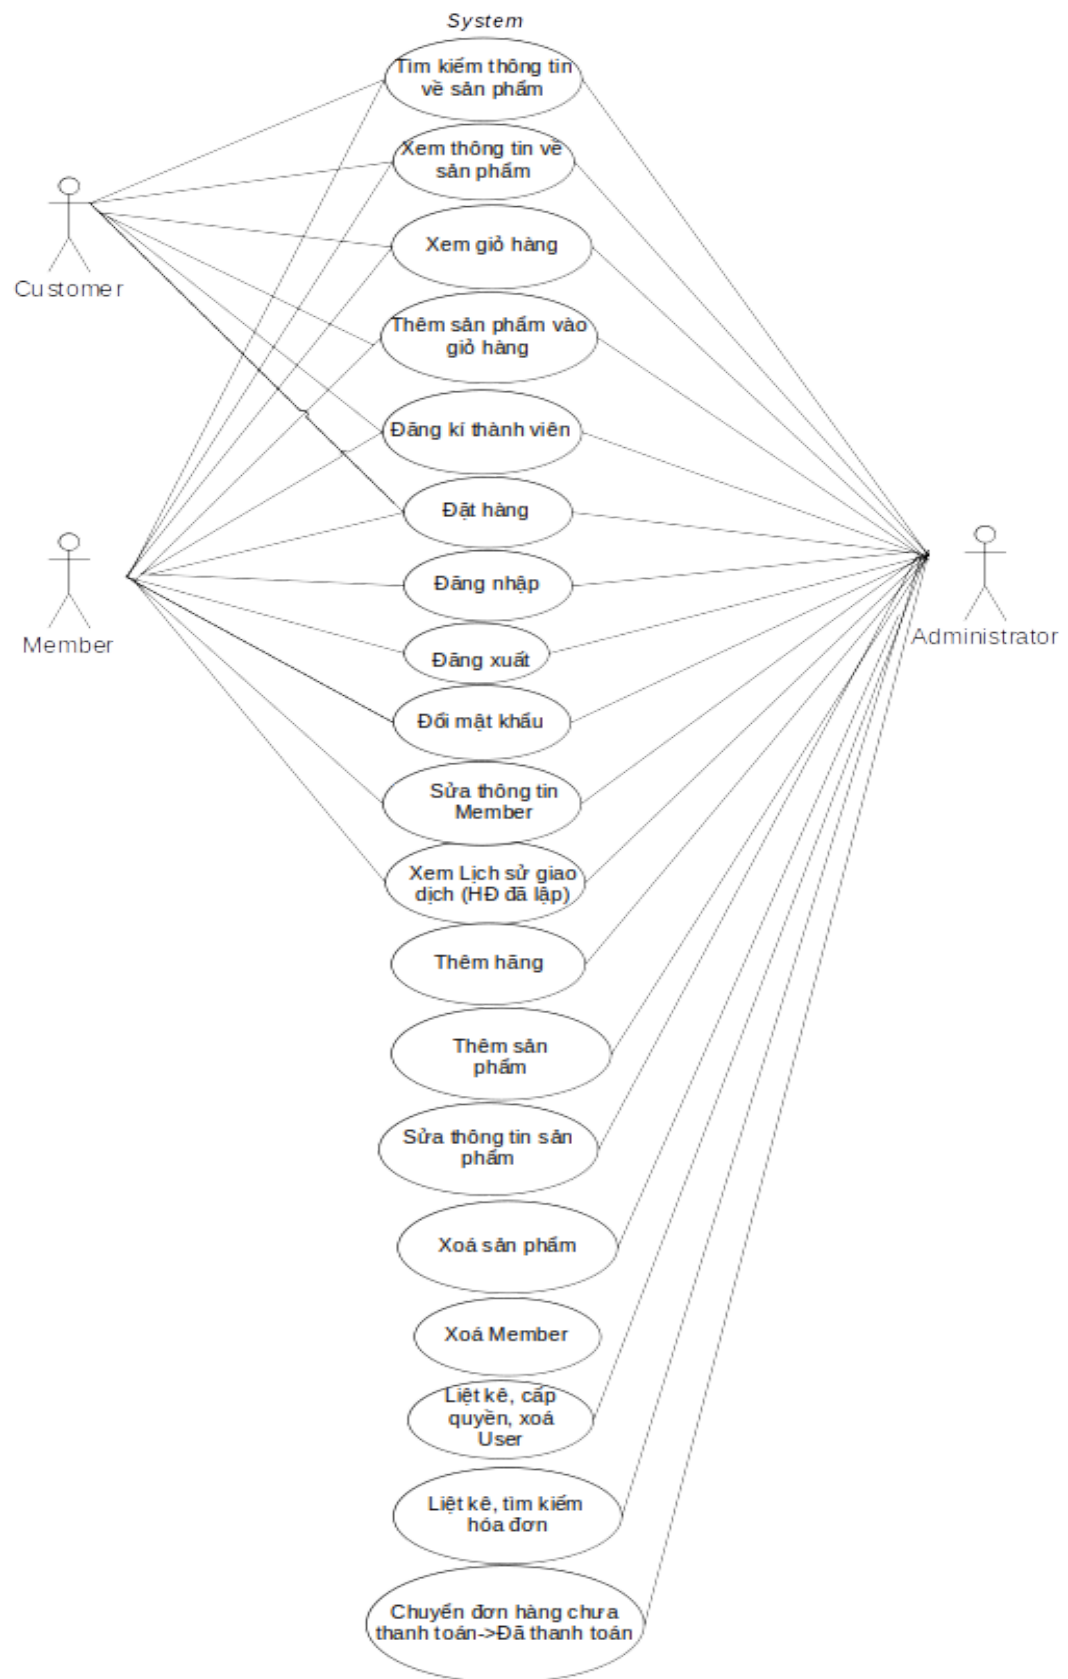 System
Tìm kiếm thông tin
về sản phẩm
Xem thông tin về
sản phẩm
Xem giỏ hàng
Customer
Thêm sản phẩm vào
giỏ hàng
Đăng kí thành viên
Đặt hàng
Đăng nhập
Member
Administrator
Đăng xuất
Đổi mật khẩu
Sửa thông tin
Member
Xem Lịch sử giao
dịch (HĐ đã lập)
Thêm hãng
Thêm sản
phẩm
Sửa thông tin sản
phẩm
Xoá sản phẩm
Xoá Member
Liệt kê, cấp
quyền, xoá
User
Liệt kê, tìm kiếm
hóa đơn
Chuyển đơn hàng chưa
thanh toán->Đã thanh toán